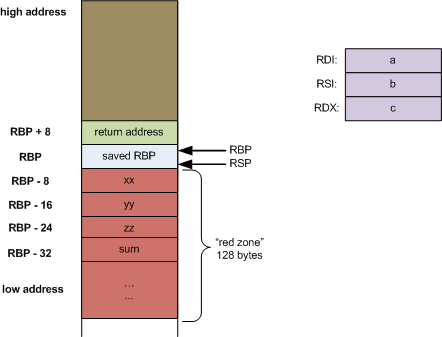 high address
RDI: a
RSI: b
RDX: c
RBP + 8 return address
RBP saved RBP RBP
RSP
RBP - 8 xx
RBP - 16 yy
RBP - 24 zz
RBP - 32 sum
"red zone"
128 bytes
low address ...
...